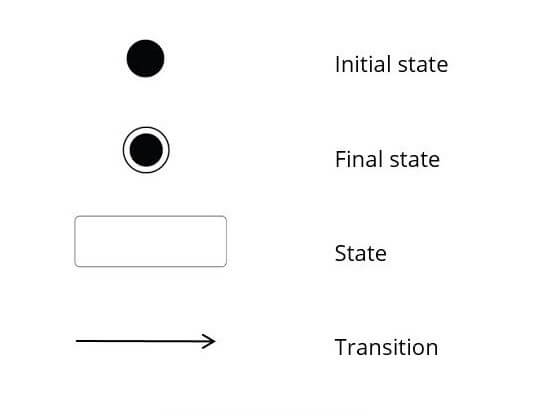 Initial state
Final state
State
Transition